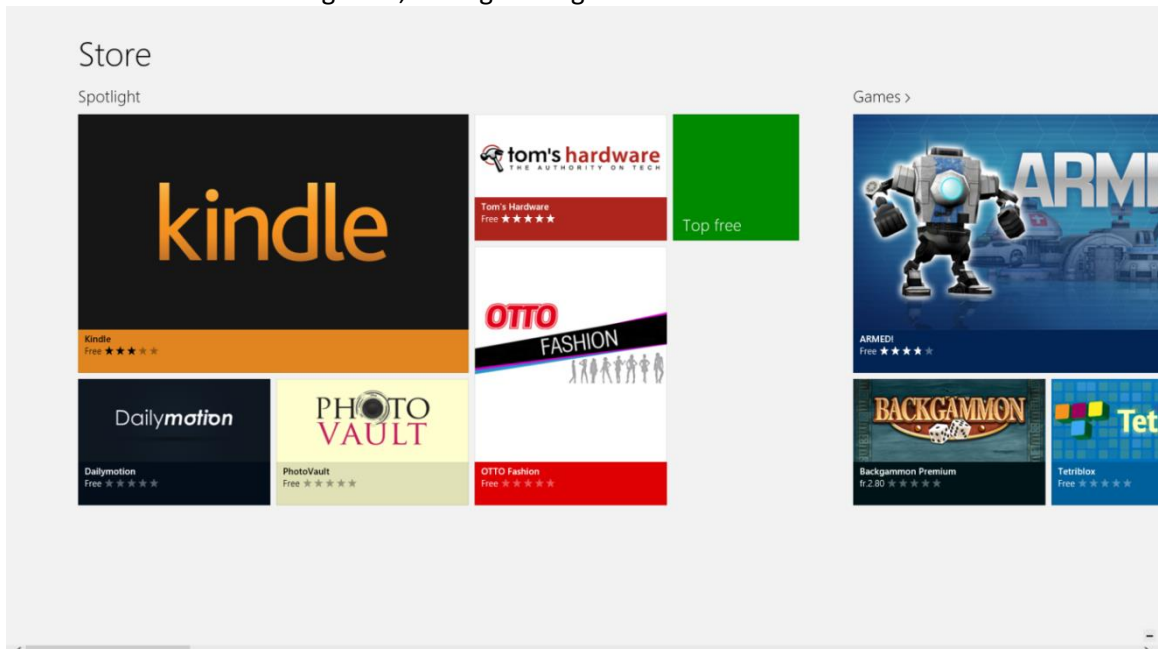 Store
Spotlight
kindle
Kindle
Free
Dailymotion
Dailymotion
Free
PHOTO
VAULT
PhotoVault
Free
tom's hardware
THE AUTHORITY ON TECH
Tom's Hardware
Free
OTTO
FASHION
OTTO Fashion
Free
Top free
Games >
ARMED!
Free
BACKGAMMON
Backgammon Premium
fr.2.80
Tetriblox
Free